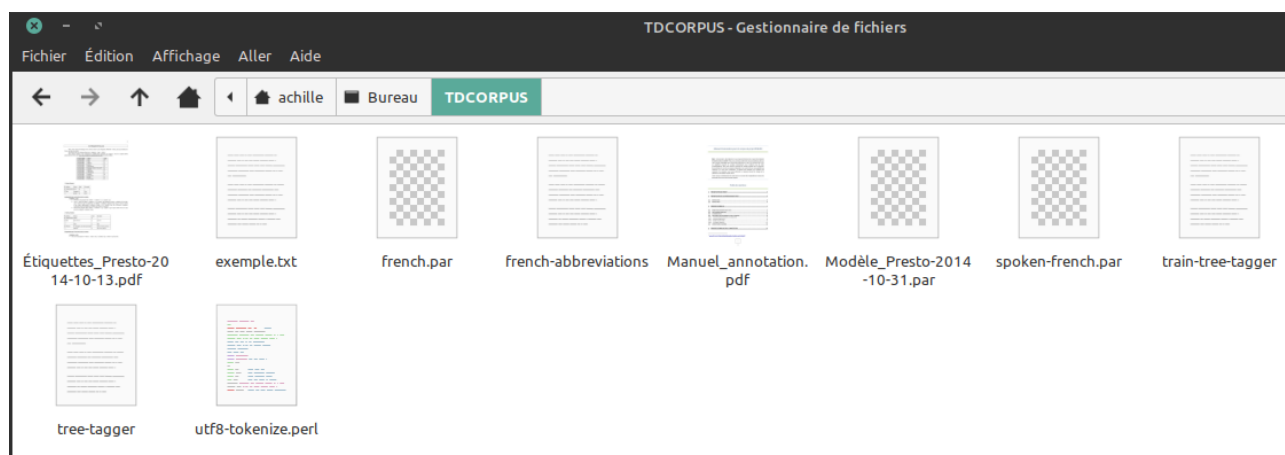 TDCORPUS - Gestionnaire de fichiers
Fichier Édition Affichage Aller Aide
achille Bureau TDCORPUS
Étiquettes_Presto-20
14-10-13.pdf
exemple.txt
french.par
french-abbreviations
Manuel_annotation.
pdf
Modèle_Presto-2014
-10-31.par
spoken-french.par
train-tree-tagger
tree-tagger
utf8-tokenize.perl